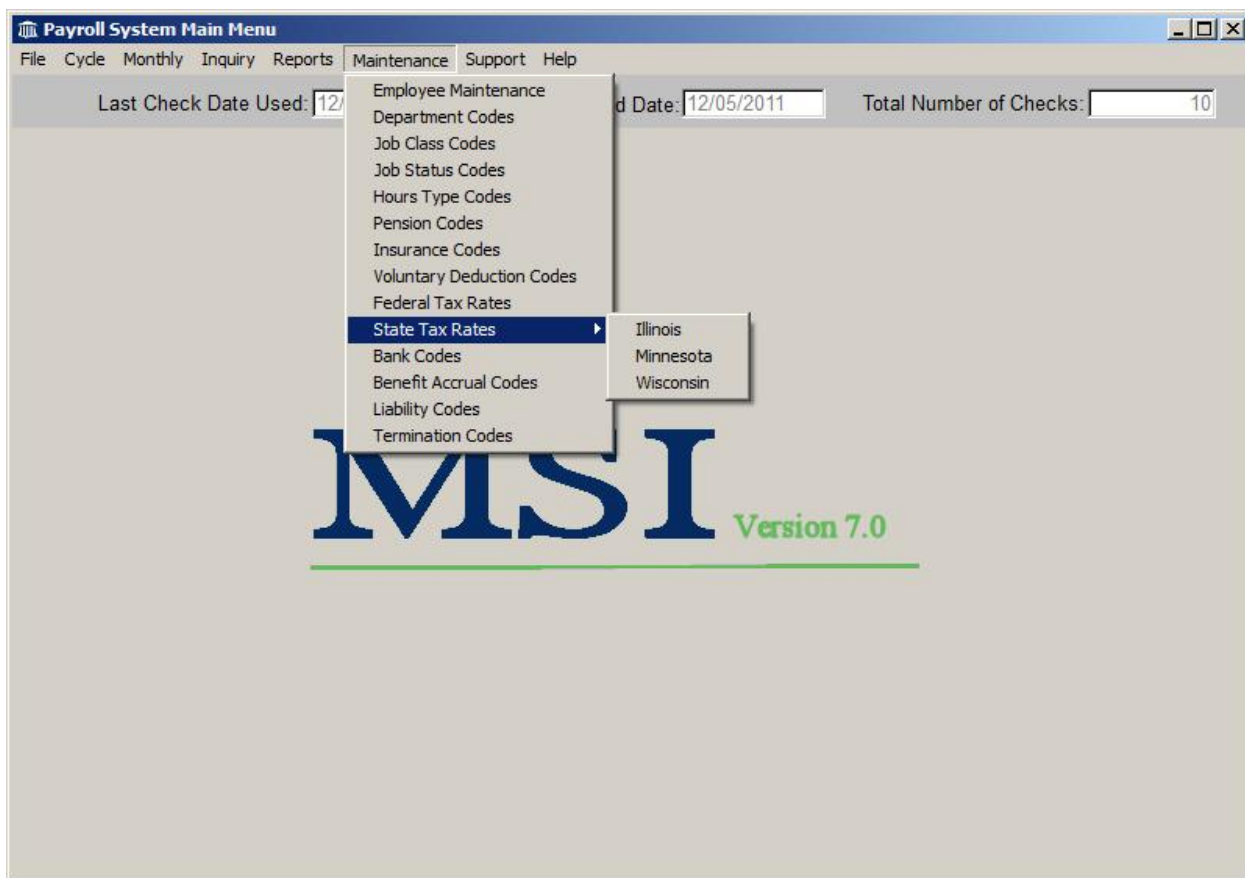 Payroll System Main Menu
File Cycle Monthly Inquiry Reports Maintenance Support Help
Last Check Date Used: 12/ d Date: 12/05/2011 Total Number of Checks: 10
Employee Maintenance
Department Codes
Job Class Codes
Job Status Codes
Hours Type Codes
Pension Codes
Insurance Codes
Voluntary Deduction Codes
Federal Tax Rates
State Tax Rates
Bank Codes
Benefit Accrual Codes
Liability Codes
Termination Codes
Illinois
Minnesota
Wisconsin
MSI Version 7.0